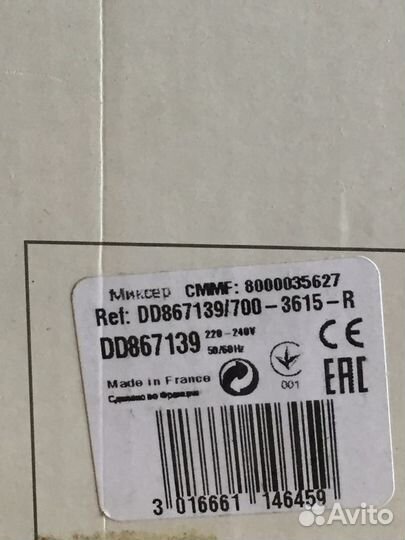 Миксер CMMF: 8000035627
Ref: DD867139/700-3615-R
DD867139 220-240V
50/60Hz
CE
001
EAC
Made in France
Сделано во Франции
3 016661 146459
Avito